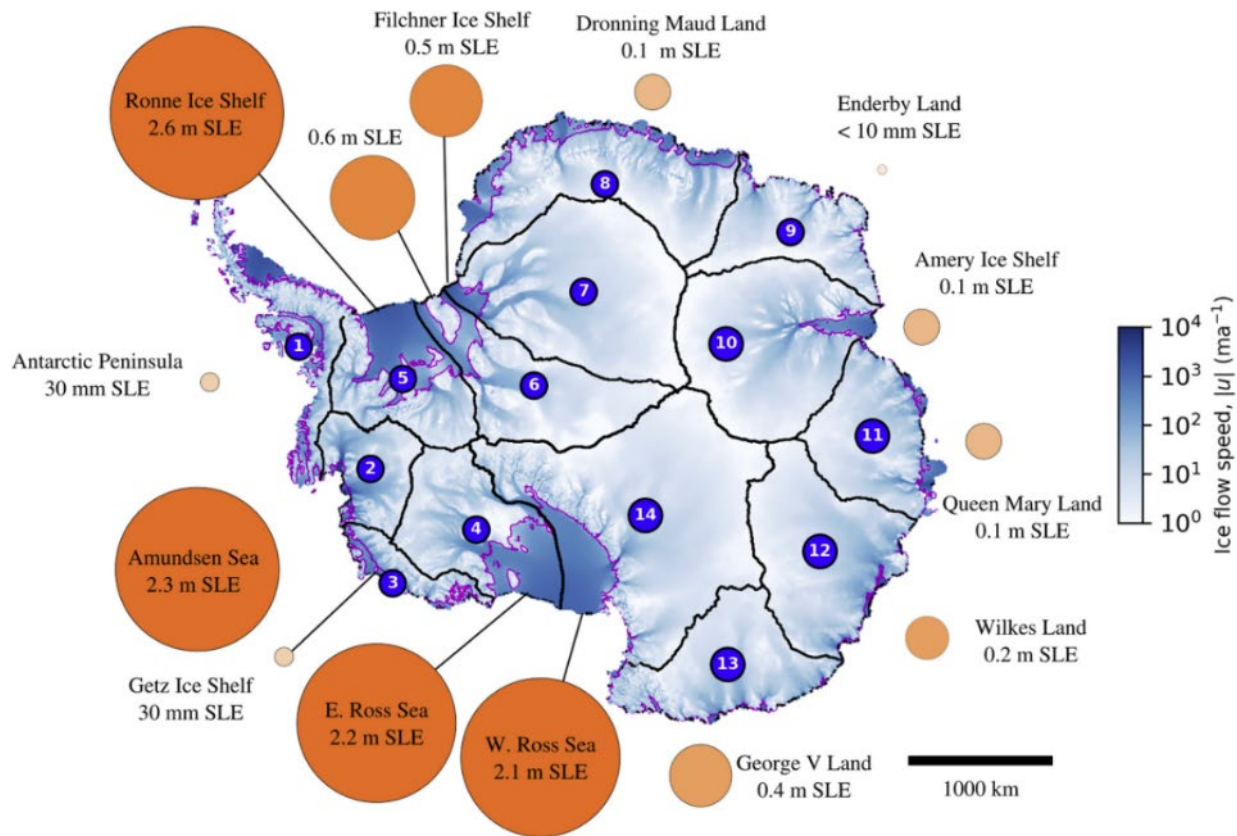 Filchner Ice Shelf
0.5 m SLE
Dronning Maud Land
0.1 m SLE
Ronne Ice Shelf
2.6 m SLE
0.6 m SLE
Enderby Land
< 10 mm SLE
8
9
7
Amery Ice Shelf
0.1 m SLE
10
1
Antarctic Peninsula
30 mm SLE
5
6
11
2
Queen Mary Land
0.1 m SLE
14
4
12
Amundsen Sea
2.3 m SLE
3
Wilkes Land
0.2 m SLE
13
Getz Ice Shelf
30 mm SLE
E. Ross Sea
2.2 m SLE
W. Ross Sea
2.1 m SLE
George V Land
0.4 m SLE
1000 km
10⁴
10³
10²
10¹
10⁰
Ice flow speed, |u| (ma⁻¹)